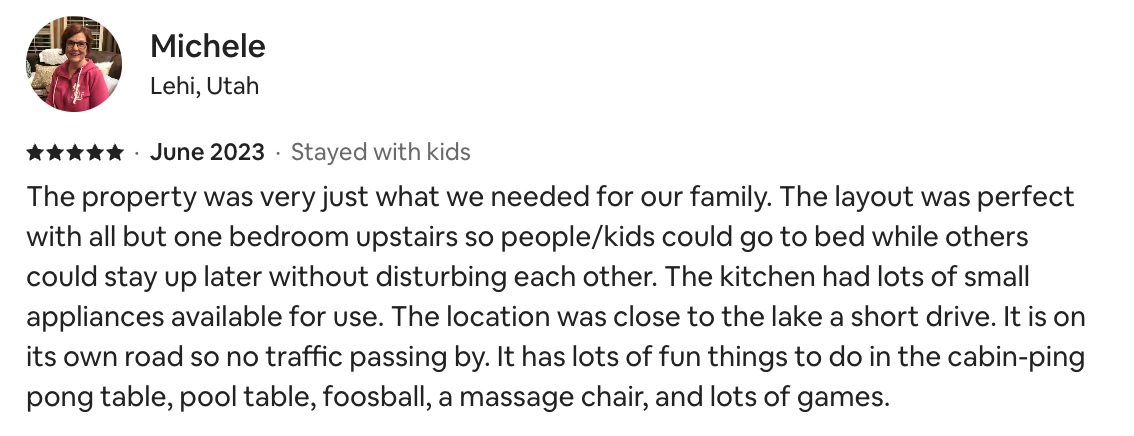 Michele
Lehi, Utah
★★★★★ · June 2023 · Stayed with kids
The property was very just what we needed for our family. The layout was perfect
with all but one bedroom upstairs so people/kids could go to bed while others
could stay up later without disturbing each other. The kitchen had lots of small
appliances available for use. The location was close to the lake a short drive. It is on
its own road so no traffic passing by. It has lots of fun things to do in the cabin-ping
pong table, pool table, foosball, a massage chair, and lots of games.